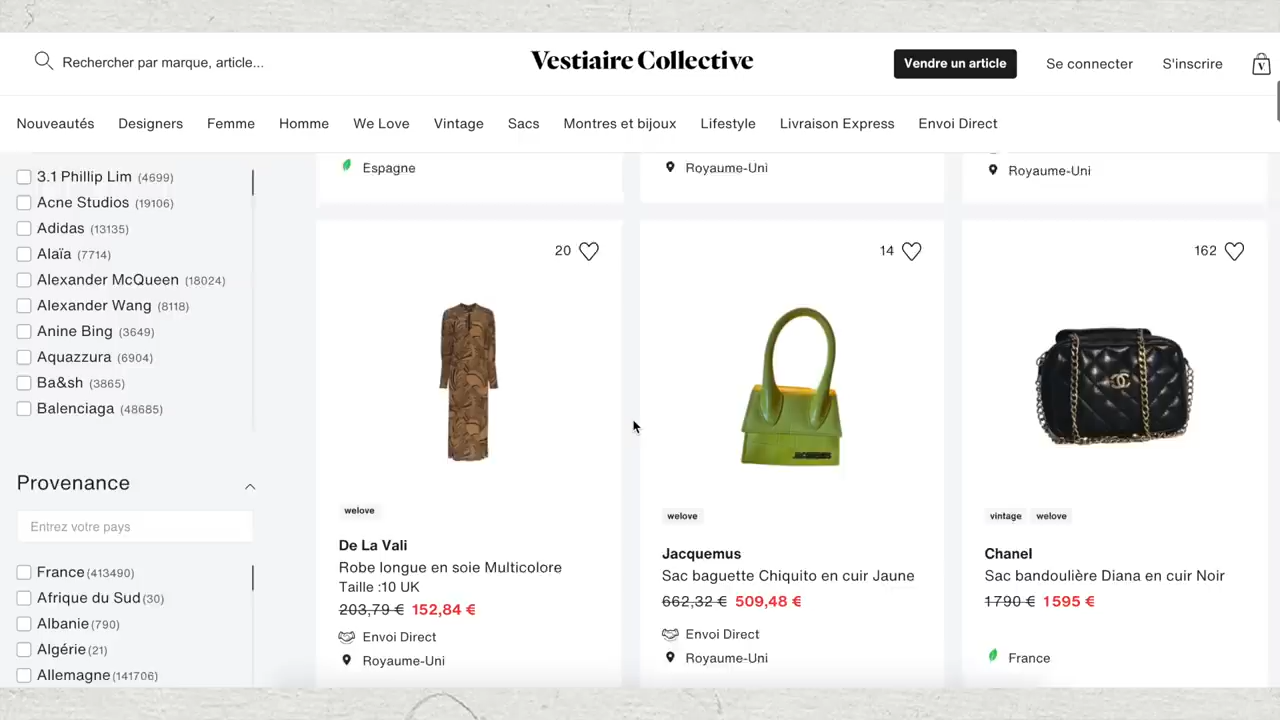 Rechercher par marque, article...
Vestiaire Collective
Vendre un article
Se connecter
S'inscrire
V
Nouveautés
Designers
Femme
Homme
We Love
Vintage
Sacs
Montres et bijoux
Lifestyle
Livraison Express
Envoi Direct
3.1 Phillip Lim (4699)
Acne Studios (19106)
Adidas (13135)
Alaïa (7714)
Alexander McQueen (18024)
Alexander Wang (8118)
Anine Bing (3649)
Aquazzura (6904)
Ba&sh (3865)
Balenciaga (48685)
Provenance
Entrez votre pays
France(413490)
Afrique du Sud(30)
Albanie(790)
Algérie(21)
Allemagne(141706)
Espagne
Royaume-Uni
Royaume-Uni
20
welove
De La Vali
Robe longue en soie Multicolore
Taille :10 UK
203,79 € 152,84 €
Envoi Direct
Royaume-Uni
14
JACQUEMUS
welove
Jacquemus
Sac baguette Chiquito en cuir Jaune
662,32 € 509,48 €
Envoi Direct
Royaume-Uni
162
vintage welove
Chanel
Sac bandoulière Diana en cuir Noir
1790 € 1595 €
France